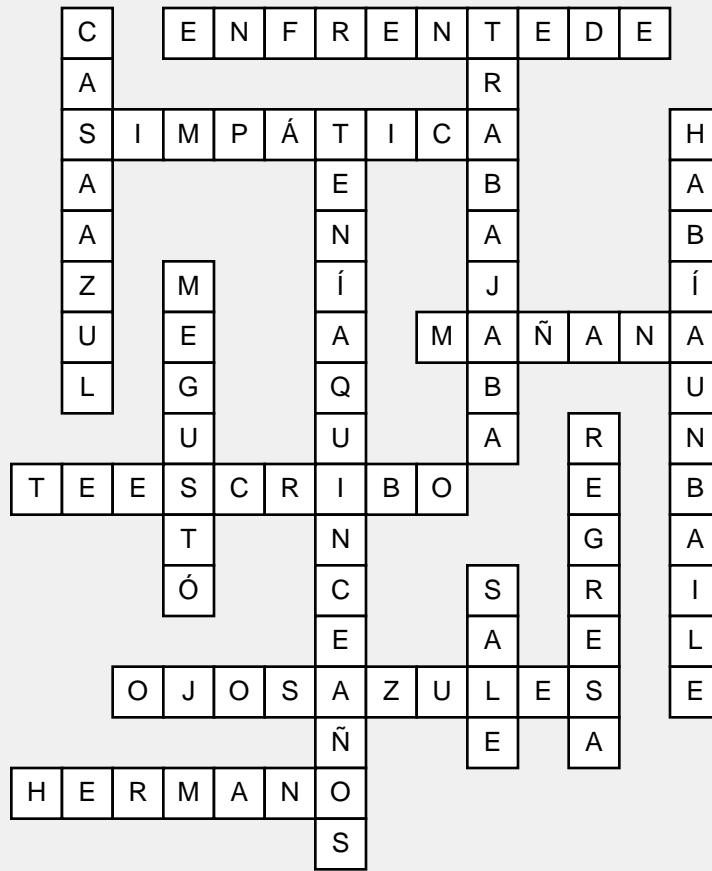 CASAAZUL
ENFRENTEDE
TRABAJABA
SIMPÁTICA
TENÍAQUINCEAÑOS
HABÍAUNBAILE
MEGUSTÓ
MAÑANA
REGRESA
TEESCRIBO
SALE
OJOSAZULES
HERMANO